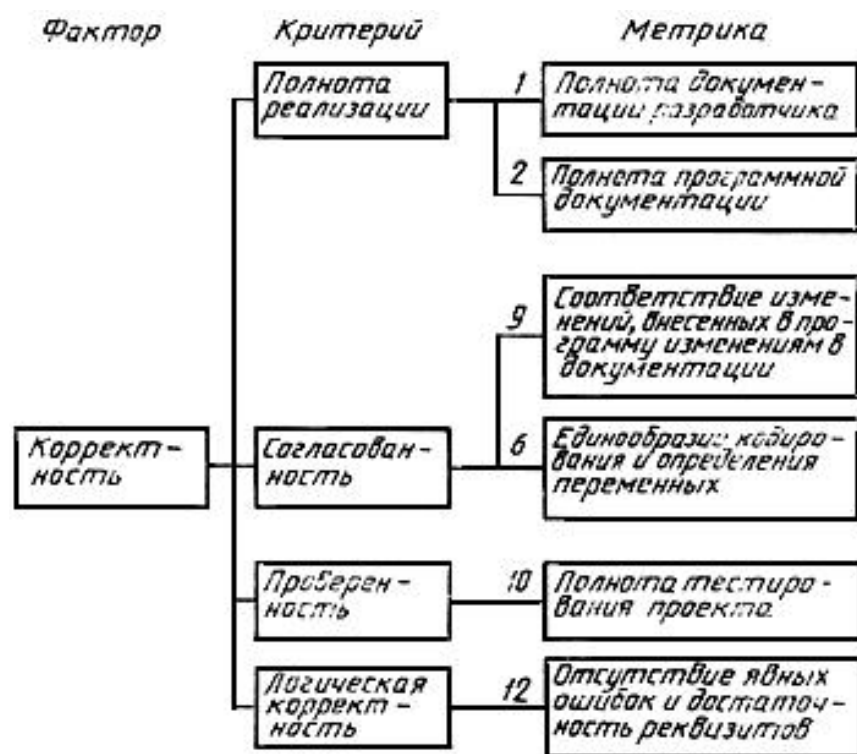 Фактор Критерий Метрика
Полнота
реализации
1
Полнота докумен-
тации разработчика
2
Полнота программной
документации
9
Соответствие изме-
нений, внесенных в про-
грамму изменениям в
документации
Коррект-
ность
Согласован-
ность
6
Единообразии кодиро-
вания и определения
переменных
Проверен-
ность
10
Полнота тестиро-
вания проекта
Логическая
коррект-
ность
12
Отсутствие явных
ошибок и достаточ-
ность реквизитов